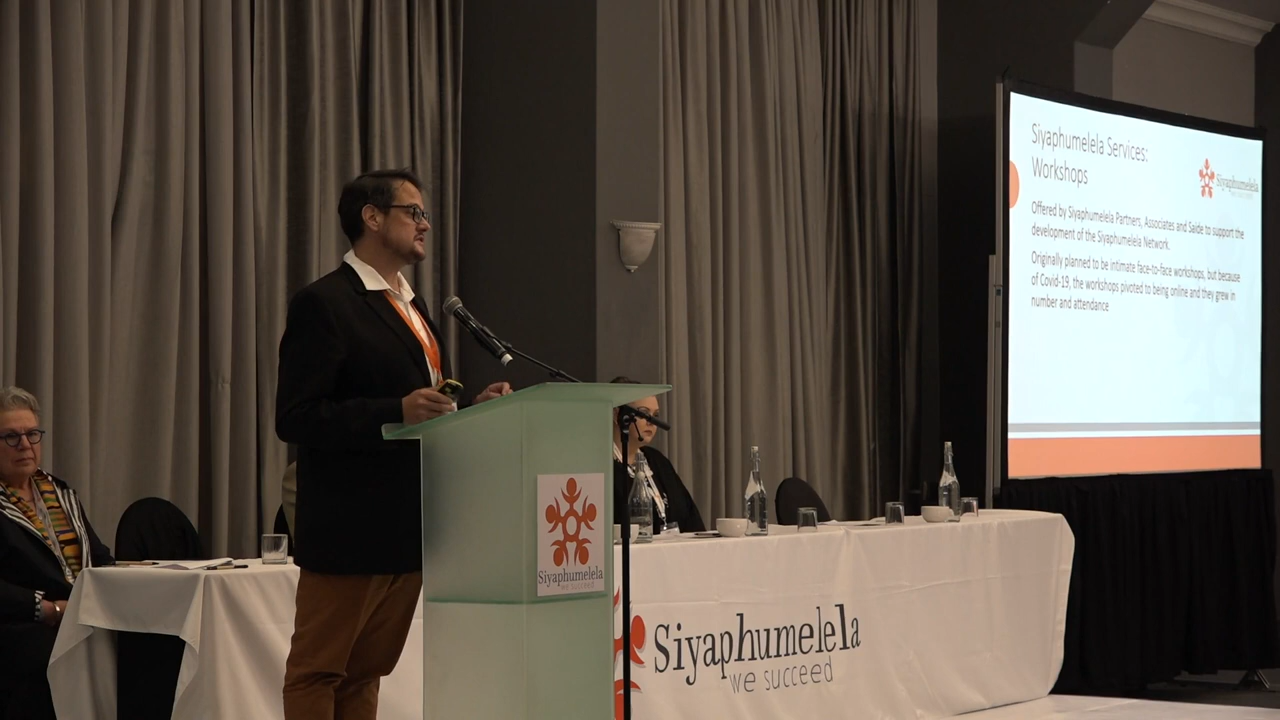 Siyaphumelela Services:
Workshops
Siyaphumelela
we succeed
Offered by Siyaphumelela Partners, Associates and Saide to support the
development of the Siyaphumelela Network.
Originally planned to be intimate face-to-face workshops, but because
of Covid-19, the workshops pivoted to being online and they grew in
number and attendance
Siyaphumelela
we succeed
Siyaphumelela
we succeed